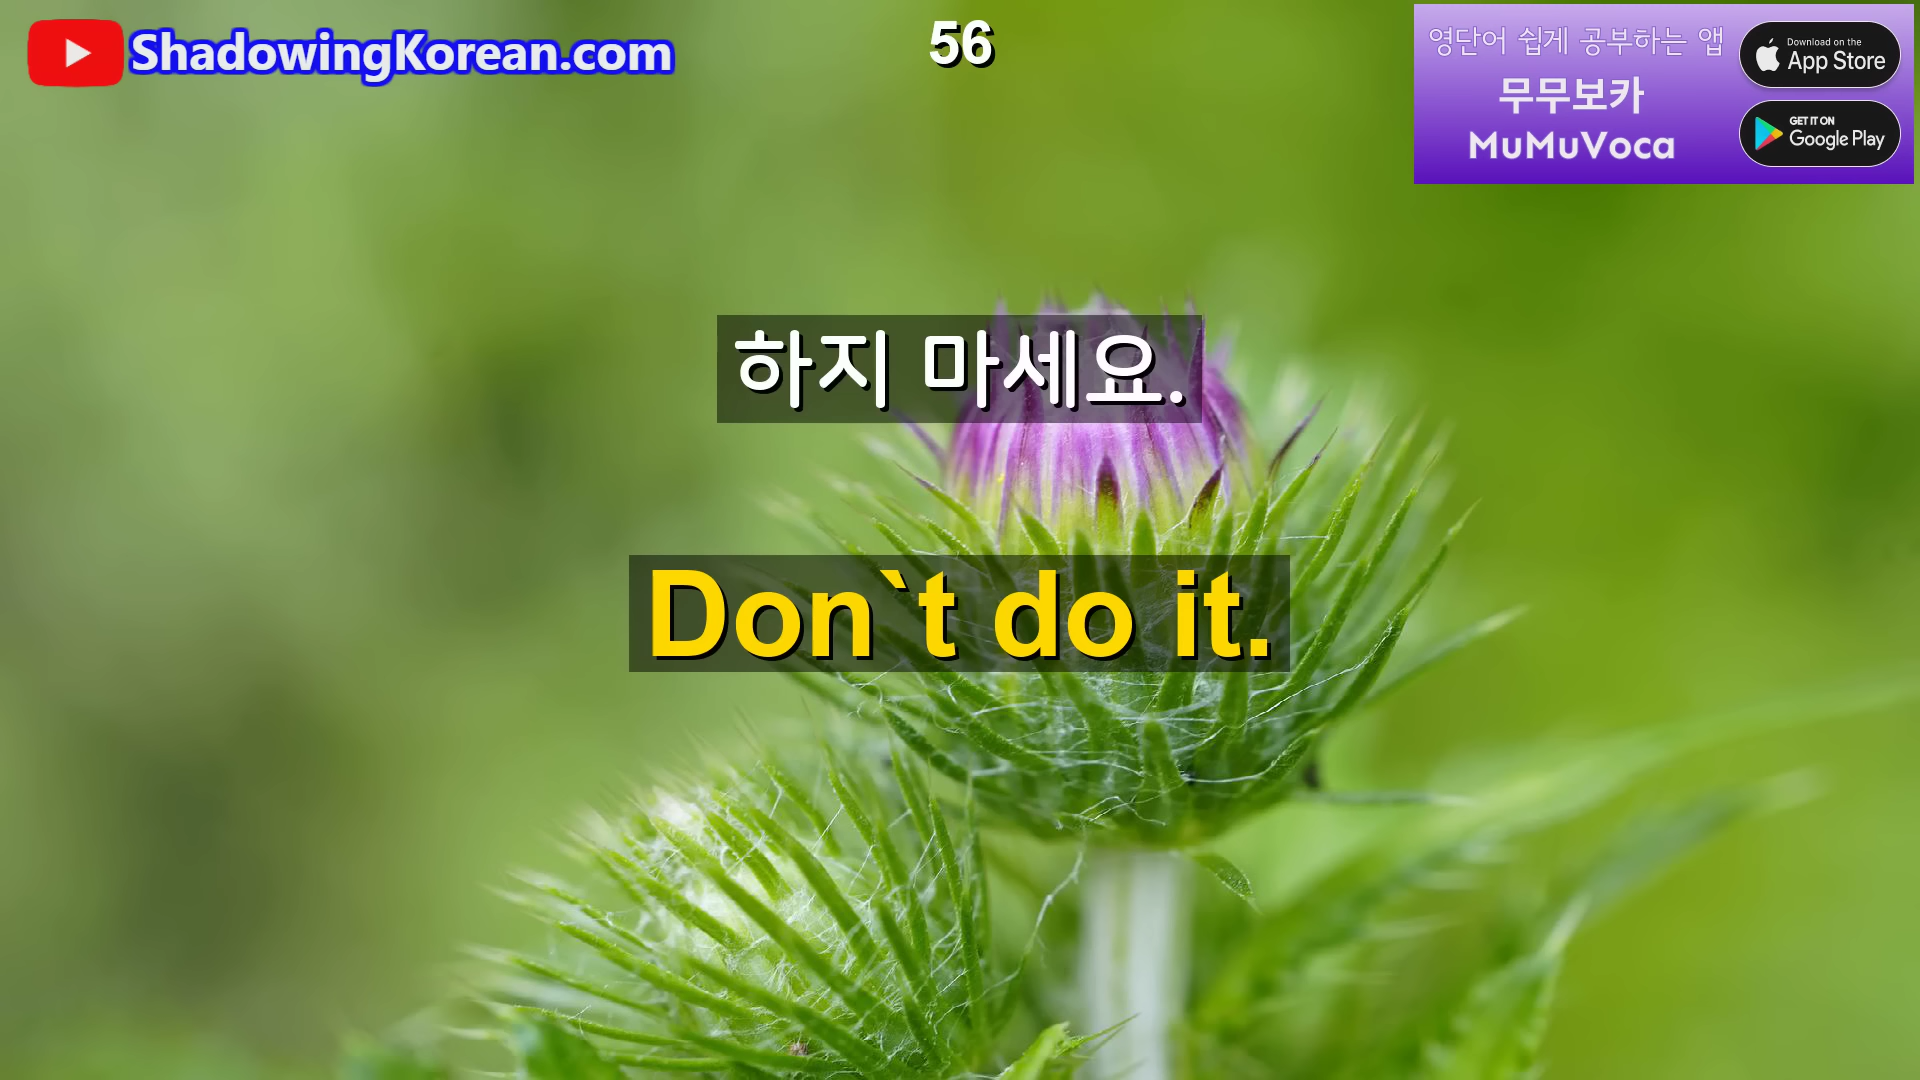 ShadowingKorean.com
56
영단어 쉽게 공부하는 앱
무무보카
MuMuVoca
Download on the
App Store
GET IT ON
Google Play
하지 마세요.
Don`t do it.